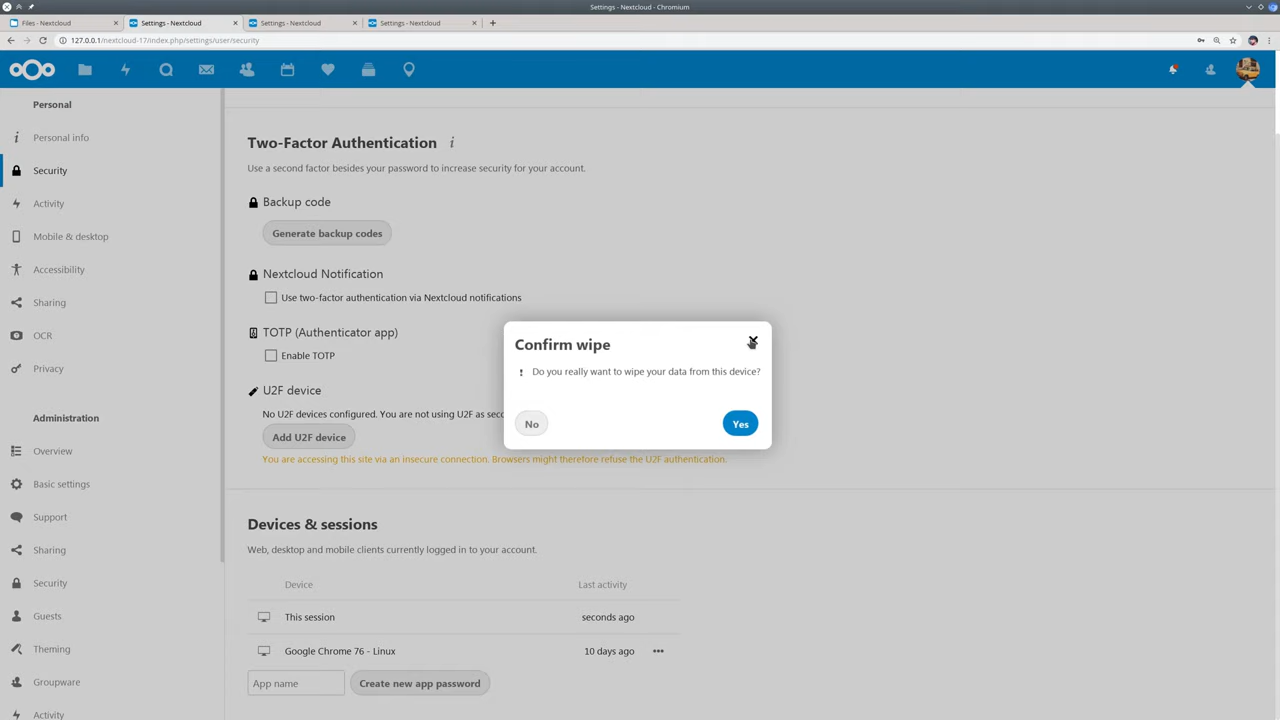 Settings - Nextcloud - Chromium
Files - Nextcloud
Settings - Nextcloud
Settings - Nextcloud
Settings - Nextcloud
127.0.0.1/nextcloud-17/index.php/settings/user/security
Personal
Personal info
Security
Activity
Mobile & desktop
Accessibility
Sharing
OCR
Privacy
Administration
Overview
Basic settings
Support
Sharing
Security
Guests
Theming
Groupware
Activity
Two-Factor Authentication
Use a second factor besides your password to increase security for your account.
Backup code
Generate backup codes
Nextcloud Notification
Use two-factor authentication via Nextcloud notifications
TOTP (Authenticator app)
Enable TOTP
U2F device
No U2F devices configured. You are not using U2F as sec
Add U2F device
You are accessing this site via an insecure connection. Browsers might therefore refuse the U2F authentication.
Confirm wipe
Do you really want to wipe your data from this device?
No
Yes
Devices & sessions
Web, desktop and mobile clients currently logged in to your account.
Device Last activity
This session seconds ago
Google Chrome 76 - Linux 10 days ago
App name
Create new app password